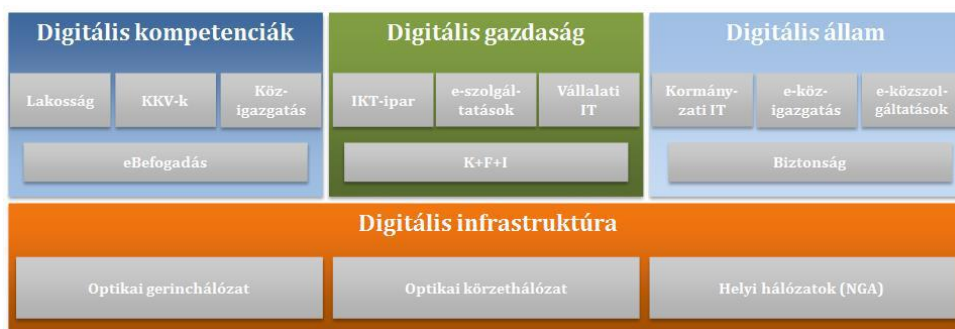 Digitális kompetenciák
Lakosság
KKV-k
Köz-
igazgatás
eBefogadás
Digitális gazdaság
IKT-ipar
e-szolgál-
tatások
Vállalati
IT
K+F+I
Digitális állam
Kormány-
zati IT
e-köz-
igazgatás
e-közszol-
gáltatások
Biztonság
Digitális infrastruktúra
Optikai gerinchálózat
Optikai körzethálózat
Helyi hálózatok (NGA)